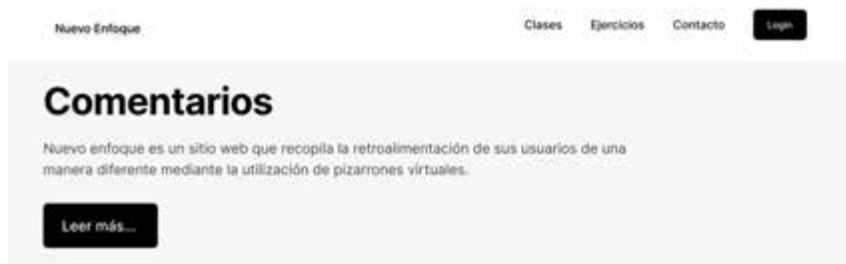 Nuevo Enfoque
Clases
Ejercicios
Contacto
Login
Comentarios
Nuevo enfoque es un sitio web que recopila la retroalimentación de sus usuarios de una
manera diferente mediante la utilización de pizarrones virtuales.
Leer más...